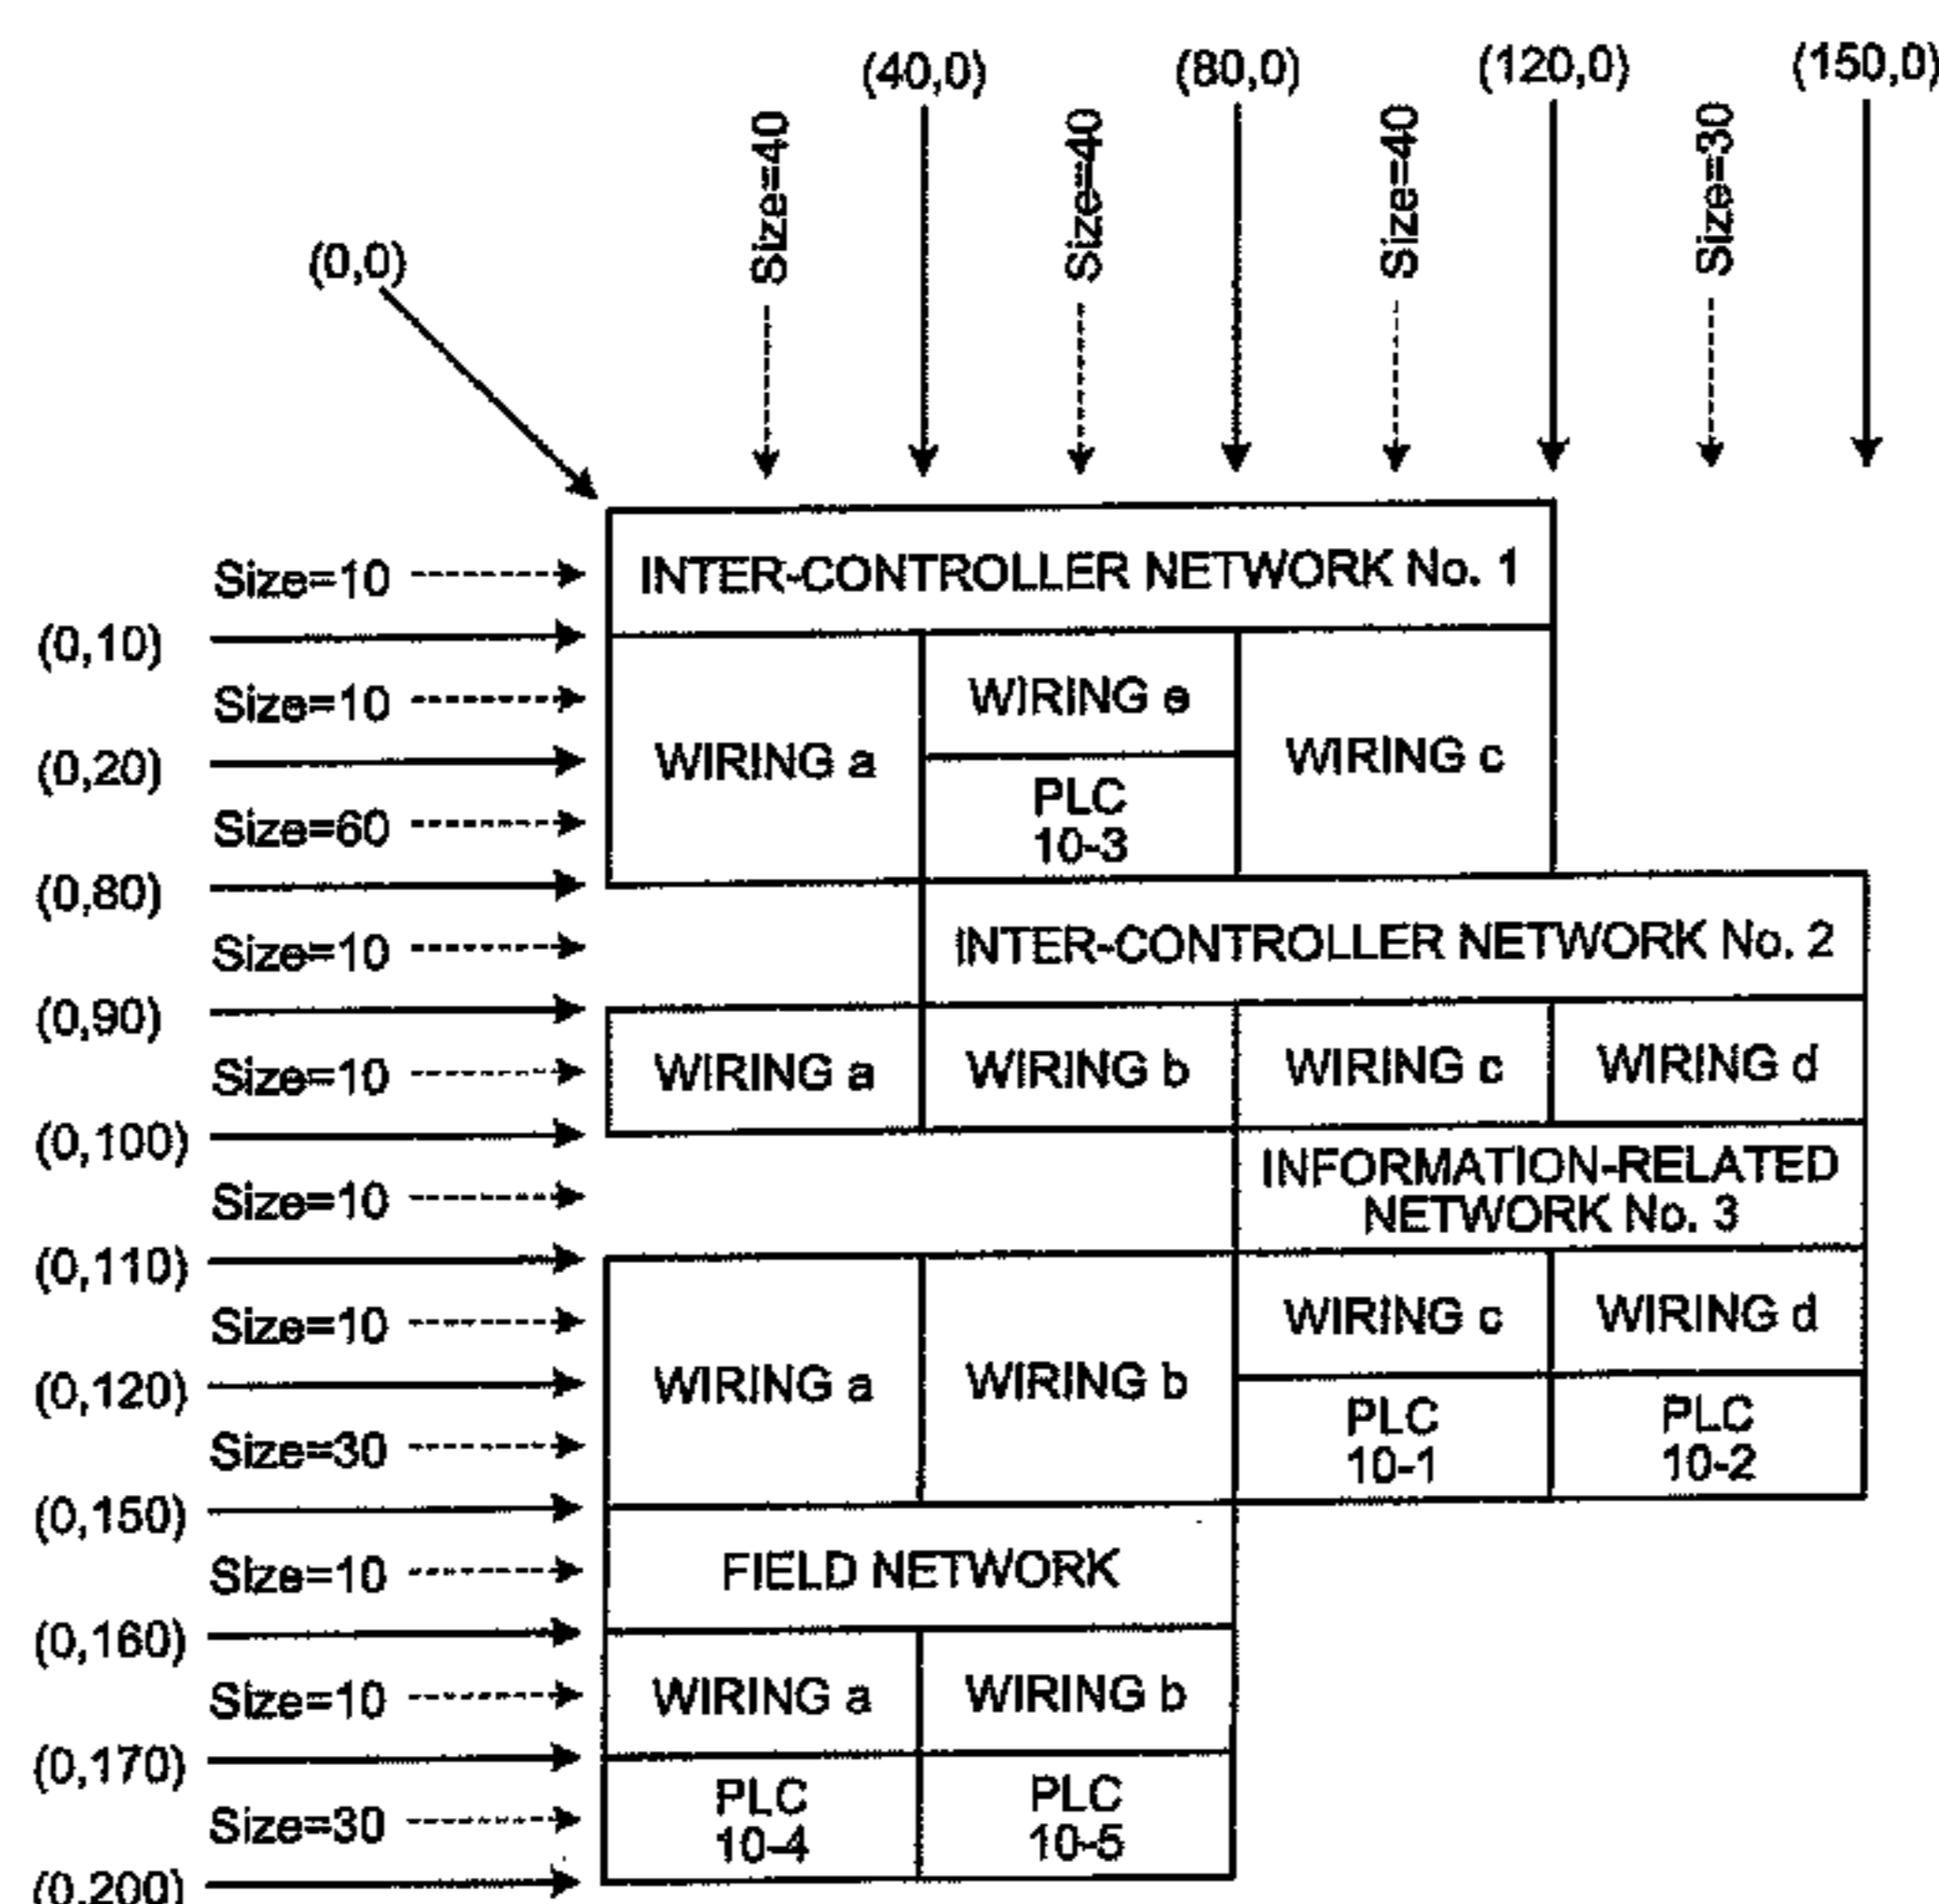 (40,0) (80,0) (120,0) (150,0)
Size=40 Size=40 Size=40 Size=30
(0,0)
INTER-CONTROLLER NETWORK No. 1
Size=10
(0,10)
Size=10
WIRING e
WIRING a
WIRING c
(0,20)
PLC
10-3
Size=60
(0,80)
INTER-CONTROLLER NETWORK No. 2
Size=10
(0,90)
Size=10
WIRING a WIRING b WIRING c WIRING d
(0,100)
INFORMATION-RELATED
NETWORK No. 3
Size=10
(0,110)
Size=10
WIRING c WIRING d
(0,120)
WIRING a WIRING b
PLC
10-1
PLC
10-2
Size=30
(0,150)
Size=10
FIELD NETWORK
(0,160)
Size=10
WIRING a WIRING b
(0,170)
PLC
10-4
PLC
10-5
Size=30
(0,200)